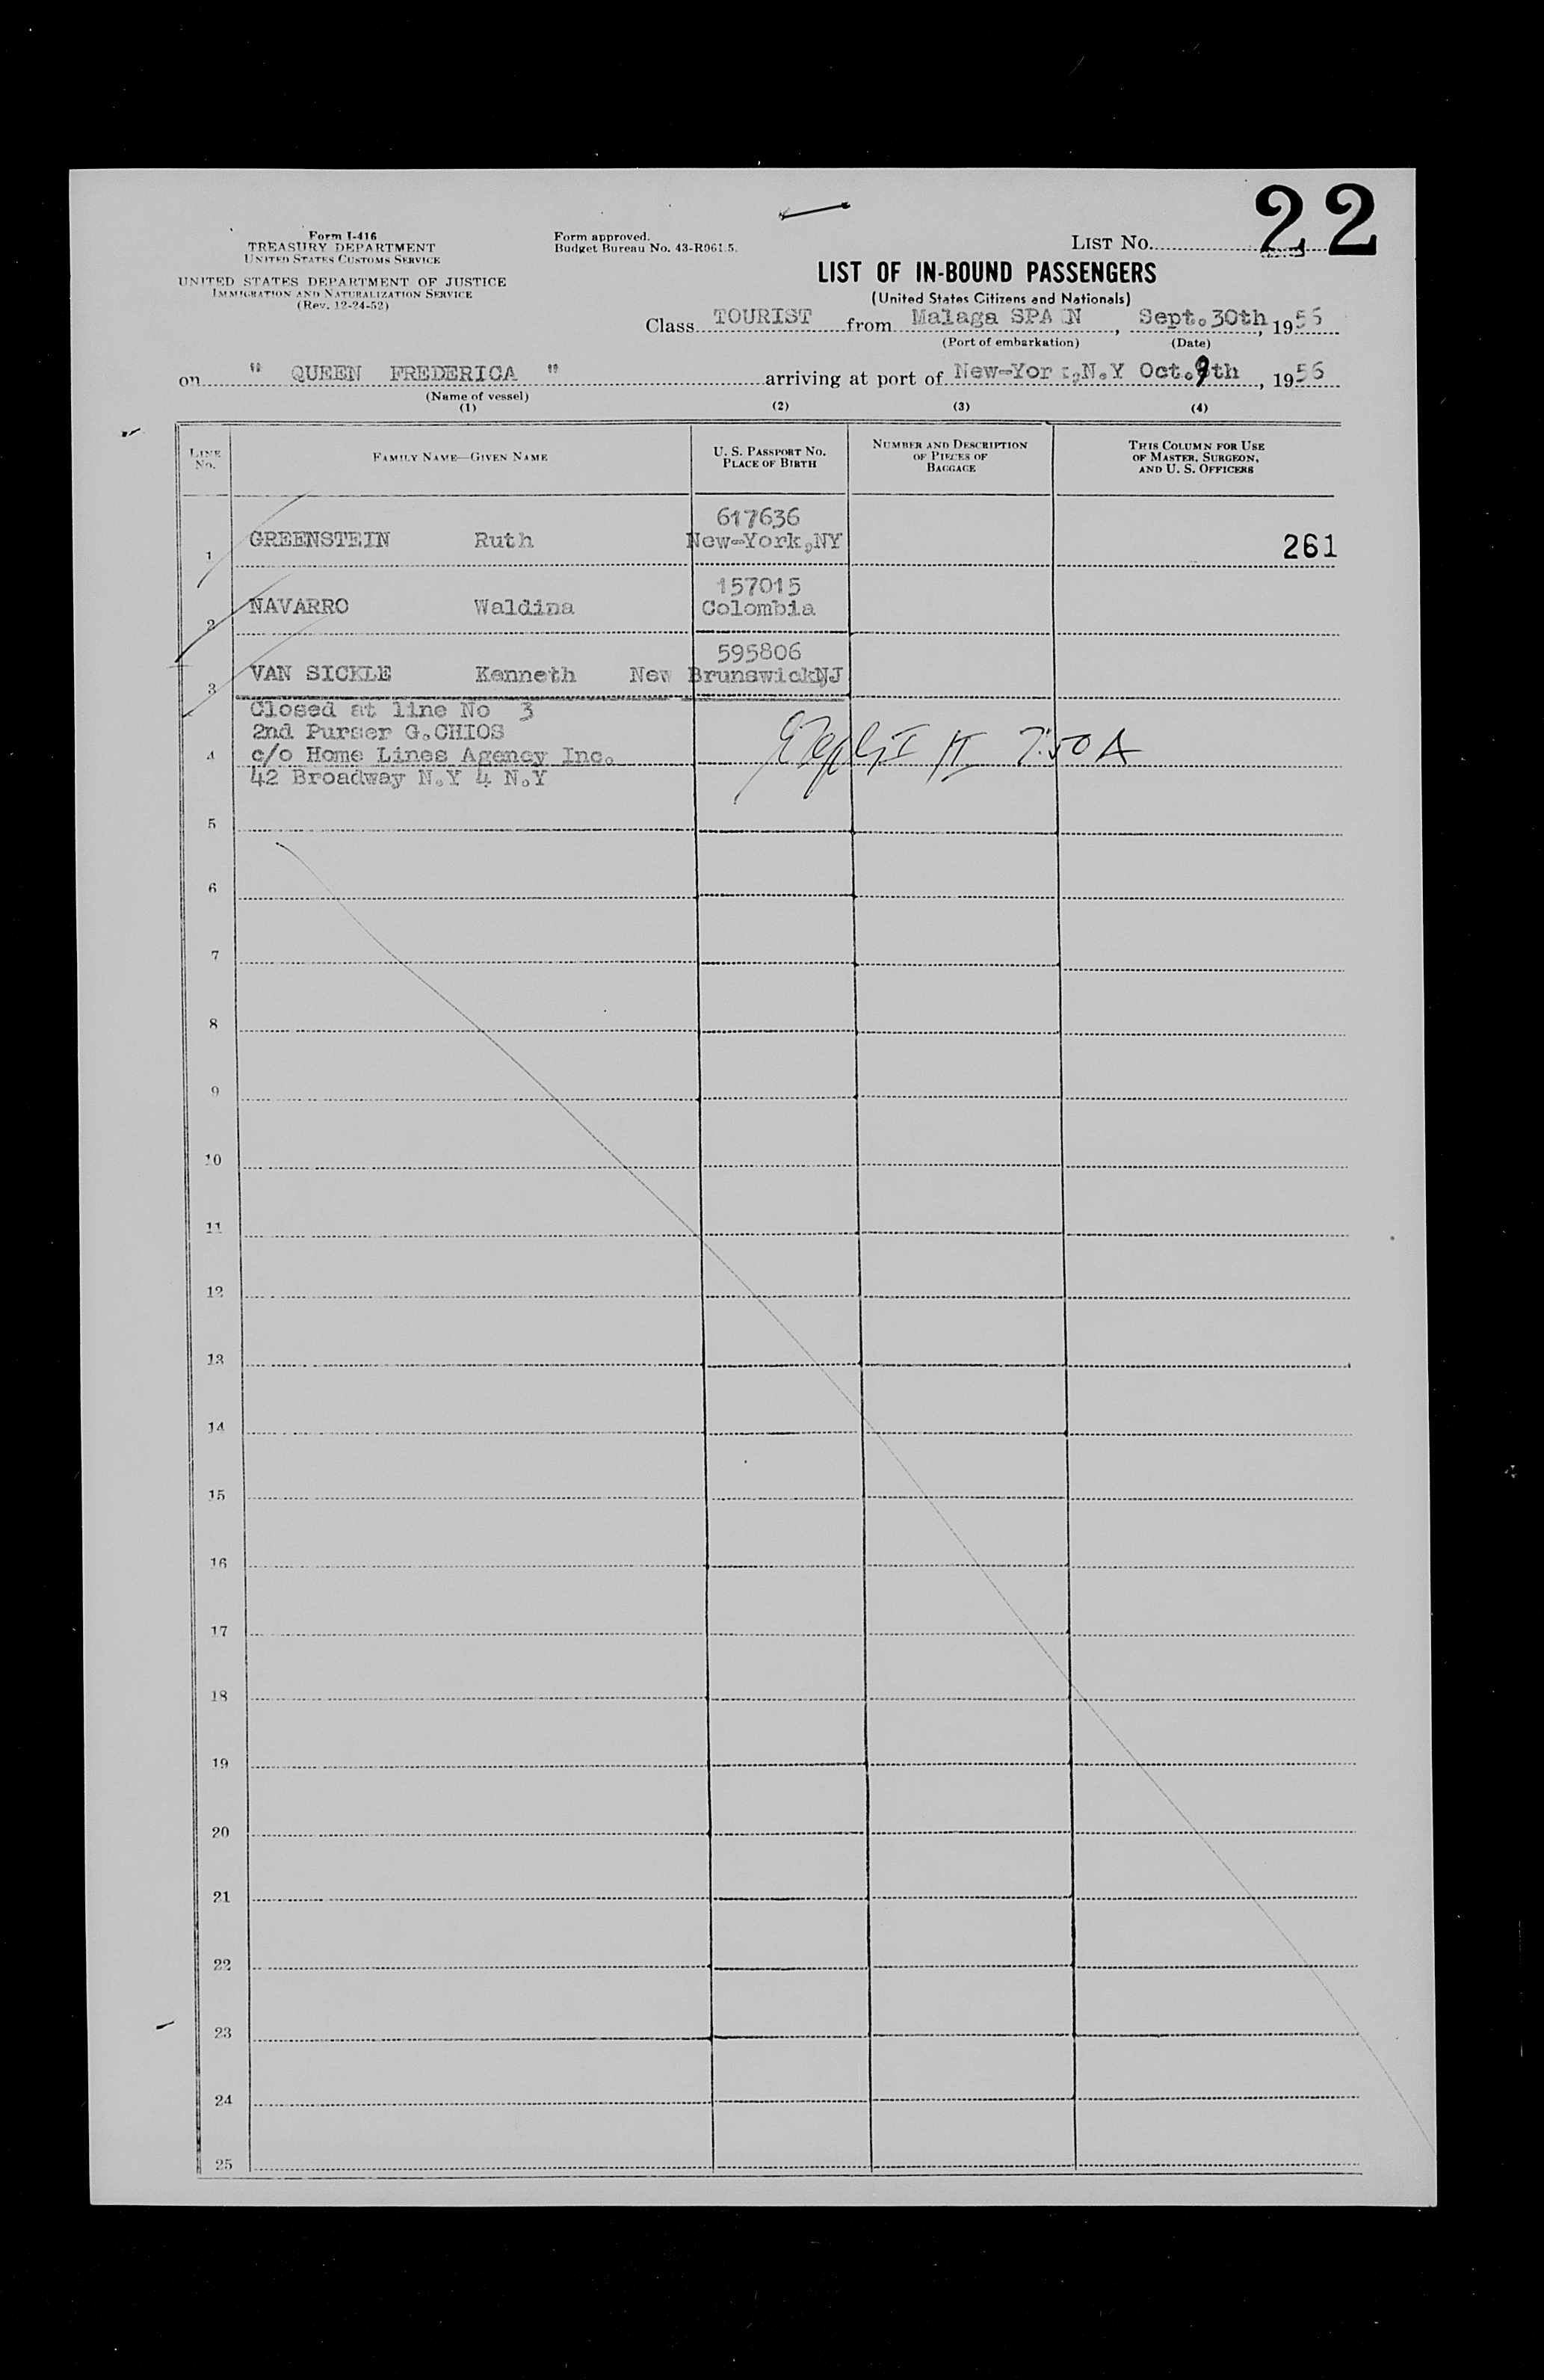 22
Form I-416
TREASURY DEPARTMENT
UNITED STATES CUSTOMS SERVICE
UNITED STATES DEPARTMENT OF JUSTICE
IMMIGRATION AND NATURALIZATION SERVICE
(Rev. 12-24-52)
Form approved.
Budget Bureau No. 43-R061.5.
LIST NO.
LIST OF IN-BOUND PASSENGERS
(United States Citizens and Nationals)
Class TOURIST from Malaga SPA N, Sept.30th, 1956
(Port of embarkation) (Date)
on " QUEEN FREDERICA " arriving at port of New-Yor ,N.Y Oct.9th, 1956
(Name of vessel)
(1) (2) (3) (4)
LINE No. FAMILY NAME—GIVEN NAME U. S. PASSPORT NO. PLACE OF BIRTH NUMBER AND DESCRIPTION OF PIECES OF BAGGAGE THIS COLUMN FOR USE OF MASTER, SURGEON, AND U. S. OFFICERS
617636
1 GREENSTEIN Ruth New-York,NY 261
157015
2 NAVARRO Waldina Colombia
595806
3 VAN SICKLE Kenneth New BrunswickNJ
Closed at line No 3
2nd Purser G.CHIOS
4 c/o Home Lines Agency Inc.
42 Broadway N.Y 4 N.Y
5
6
7
8
9
10
11
12
13
14
15
16
17
18
19
20
21
22
23
24
25